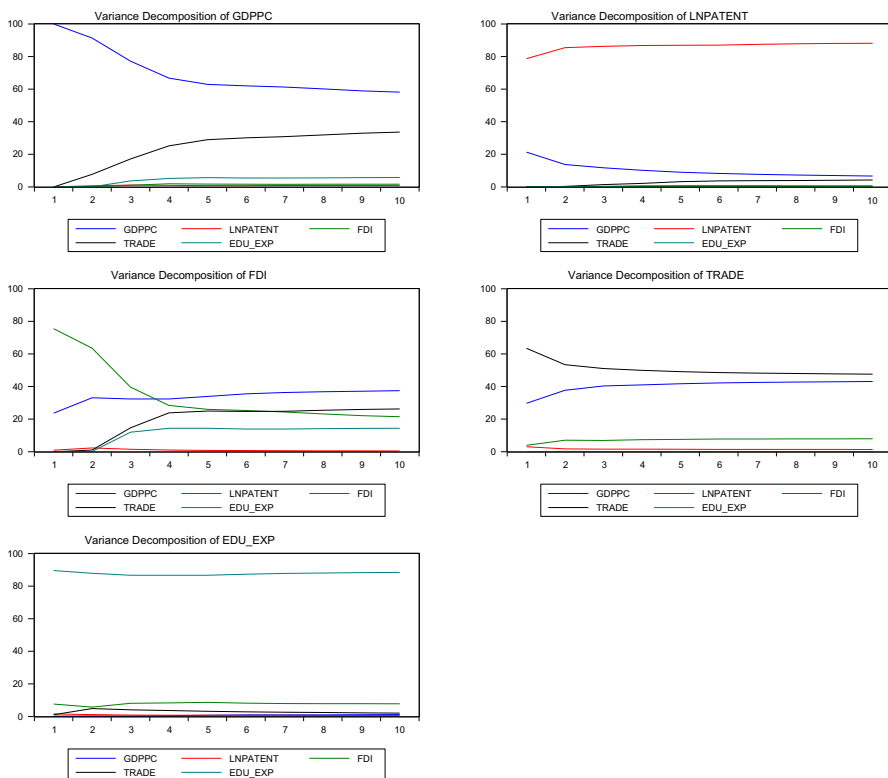 Variance Decomposition of GDPPC
100
80
60
40
20
0
1 2 3 4 5 6 7 8 9 10
GDPPC LNPATENT FDI
TRADE EDU_EXP
Variance Decomposition of LNPATENT
100
80
60
40
20
0
1 2 3 4 5 6 7 8 9 10
GDPPC LNPATENT FDI
TRADE EDU_EXP
Variance Decomposition of FDI
100
80
60
40
20
0
1 2 3 4 5 6 7 8 9 10
GDPPC LNPATENT FDI
TRADE EDU_EXP
Variance Decomposition of TRADE
100
80
60
40
20
0
1 2 3 4 5 6 7 8 9 10
GDPPC LNPATENT FDI
TRADE EDU_EXP
Variance Decomposition of EDU_EXP
100
80
60
40
20
0
1 2 3 4 5 6 7 8 9 10
GDPPC LNPATENT FDI
TRADE EDU_EXP